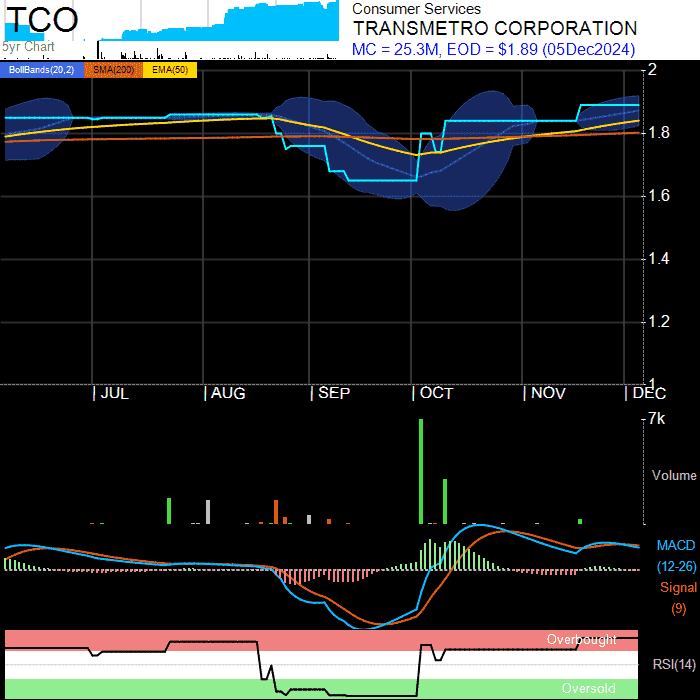 TCO
5yr Chart
Consumer Services
TRANSMETRO CORPORATION
MC = 25.3M, EOD = $1.89 (05Dec2024)
BollBands(20,2) SMA(200) EMA(50)
2
1.8
1.6
1.4
1.2
1
JUL AUG SEP OCT NOV DEC
7k
Volume
MACD
(12-26)
Signal
(9)
Overbought
RSI(14)
Oversold